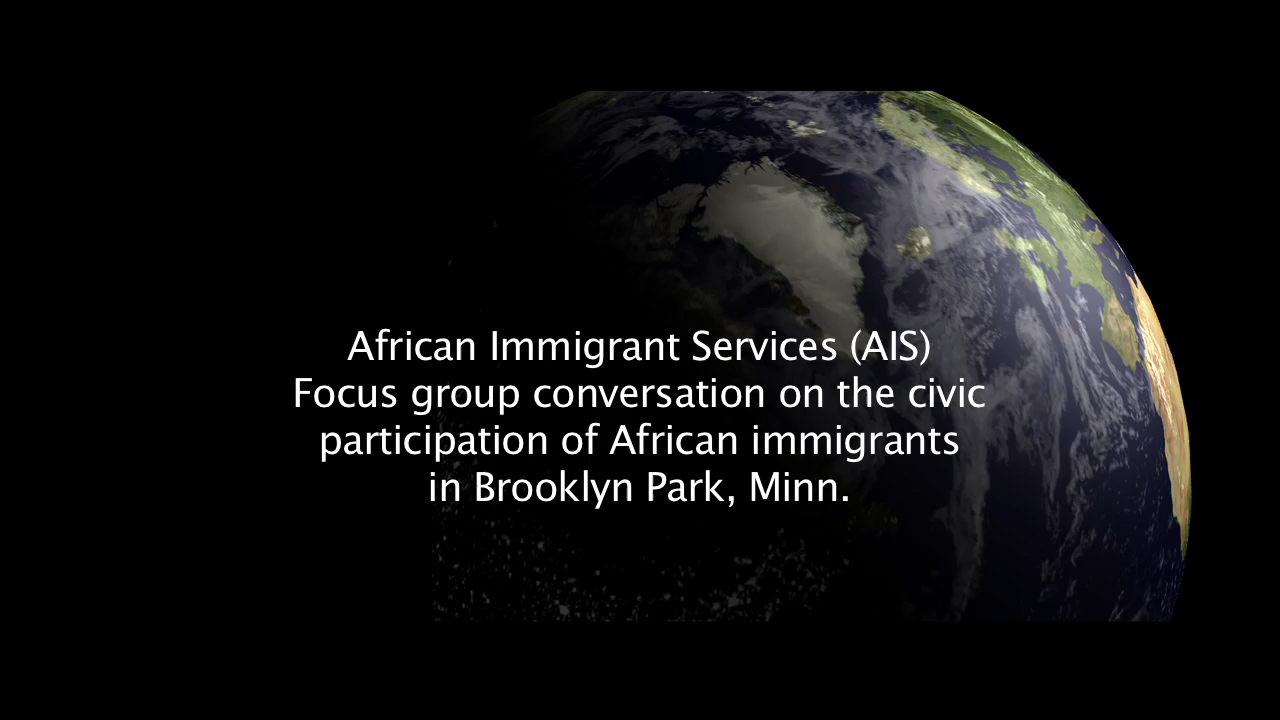 African Immigrant Services (AIS)
Focus group conversation on the civic
participation of African immigrants
in Brooklyn Park, Minn.